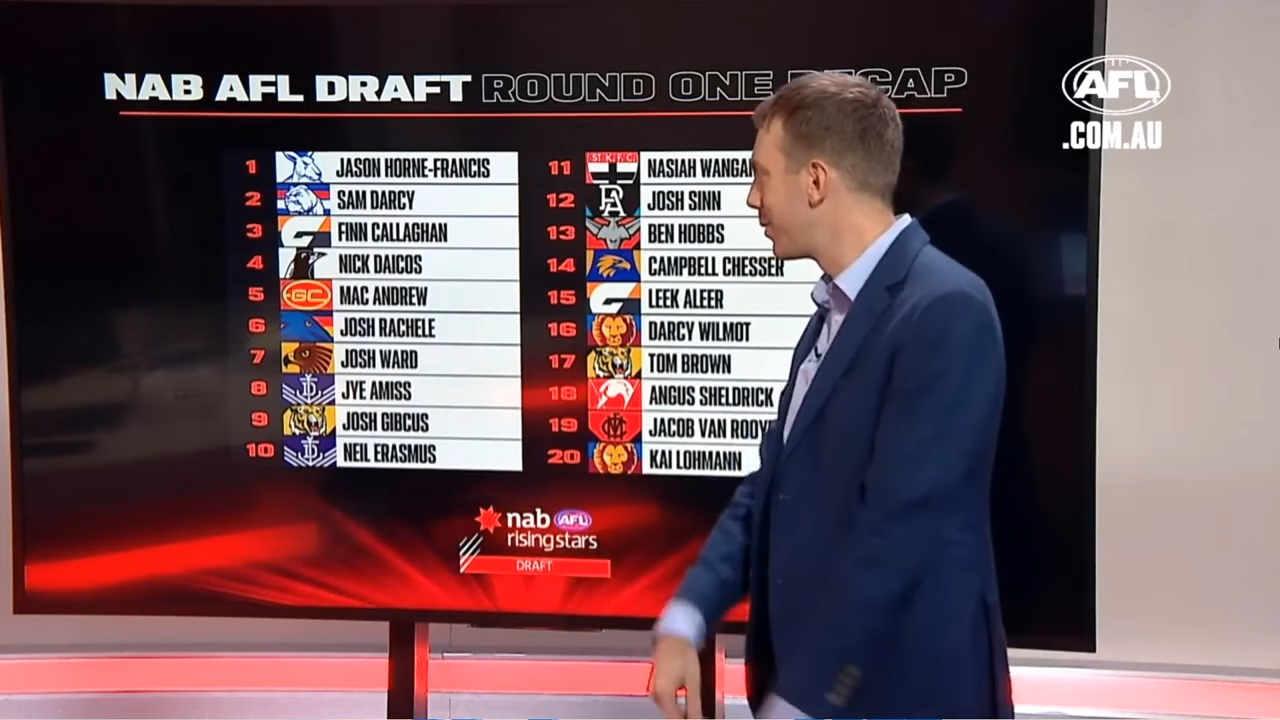 NAB AFL DRAFT ROUND ONE RECAP
AFL
.COM.AU
1 JASON HORNE-FRANCIS
2 SAM DARCY
3 FINN CALLAGHAN
4 NICK DAICOS
5 GC MAC ANDREW
6 JOSH RACHELE
7 JOSH WARD
8 JYE AMISS
9 JOSH GIBCUS
10 NEIL ERASMUS
11 ST.K.F.C. NASIAH
12 PA JOSH SINN
13 BEN HOBBS
14 CAMPBELL CHESSER
15 LEEK ALEER
16 DARCY WILMOT
17 TOM BROWN
18 ANGUS SHELDRICK
19 JACOB VAN
20 KAI LOHMANN
nab AFL
rising stars
DRAFT